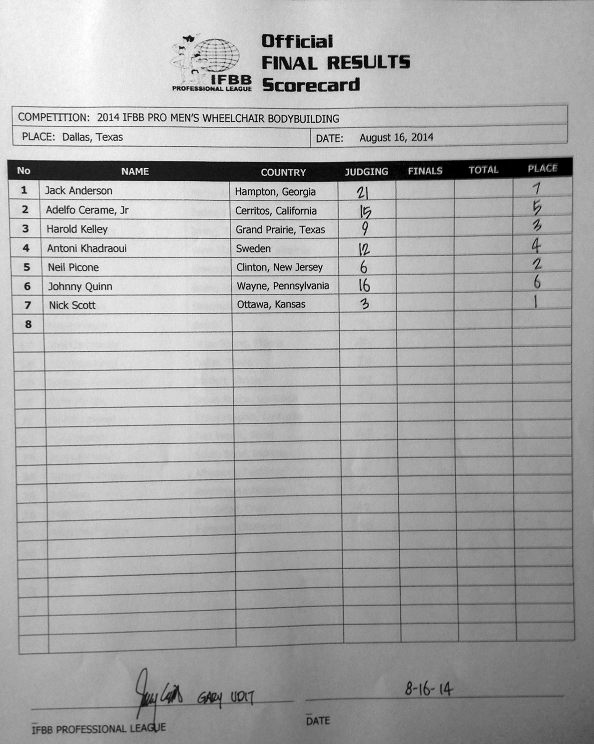 Official
FINAL RESULTS
Scorecard
IFBB
PROFESSIONAL LEAGUE
COMPETITION: 2014 IFBB PRO MEN'S WHEELCHAIR BODYBUILDING
PLACE: Dallas, Texas DATE: August 16, 2014
No NAME COUNTRY JUDGING FINALS TOTAL PLACE
1 Jack Anderson Hampton, Georgia 21 7
2 Adelfo Cerame, Jr Cerritos, California 15 5
3 Harold Kelley Grand Prairie, Texas 9 3
4 Antoni Khadraoui Sweden 12 4
5 Neil Picone Clinton, New Jersey 6 2
6 Johnny Quinn Wayne, Pennsylvania 16 6
7 Nick Scott Ottawa, Kansas 3 1
8
GARY UDIT 8-16-14
IFBB PROFESSIONAL LEAGUE DATE